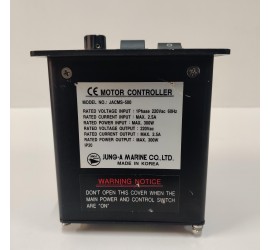 CE MOTOR CONTROLLER
MODEL NO. : JACMS-500
RATED VOLTAGE INPUT : 1Phase 220Vac 60Hz
RATED CURRENT INPUT : MAX. 2.5A
RATED POWER INPUT : MAX. 300W
RATED VOLTAGE OUTPUT : 220Vac
RATED CURRENT OUTPUT : MAX. 2.5A
RATED POWER OUTPUT : MAX. 300W
IP20
JUNG-A MARINE CO.,LTD.
MADE IN KOREA
WARNING NOTICE
DON'T OPEN THIS COVER WHEN THE
MAIN POWER AND CONTROL SWITCH
ARE "ON"